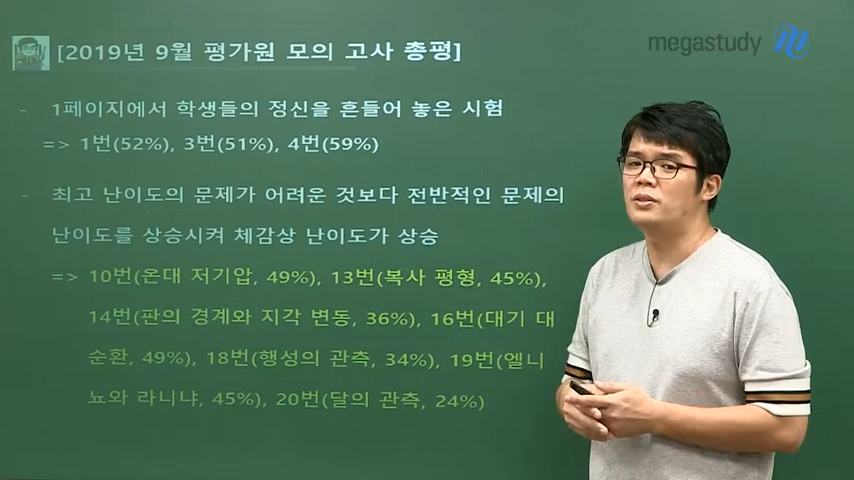 [2019년 9월 평가원 모의 고사 총평]
megastudy
- 1페이지에서 학생들의 정신을 흔들어 놓은 시험
=> 1번(52%), 3번(51%), 4번(59%)
- 최고 난이도의 문제가 어려운 것보다 전반적인 문제의
난이도를 상승시켜 체감상 난이도가 상승
=> 10번(온대 저기압, 49%), 13번(복사 평형, 45%),
14번(판의 경계와 지각 변동, 36%), 16번(대기 대
순환, 49%), 18번(행성의 관측, 34%), 19번(엘니
뇨와 라니냐, 45%), 20번(달의 관측, 24%)